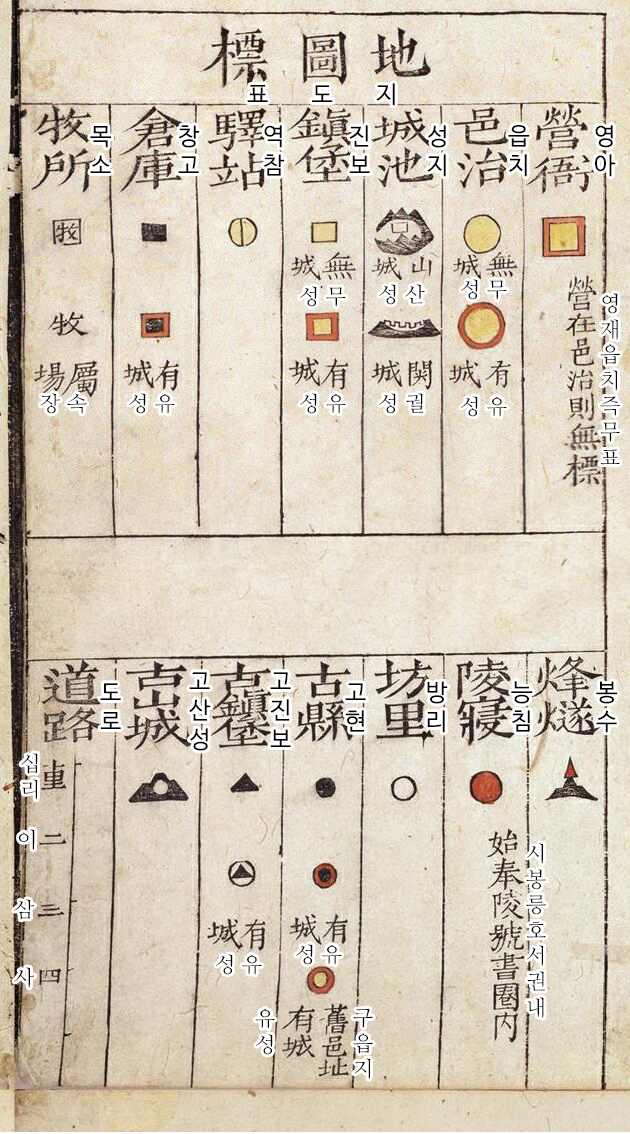 地圖標
지도표
營衙
영아
營在邑治則無標
영재읍치즉무표
邑治
읍치
無城
무성
有城
유성
城池
성지
山城
산성
関城
궐성
鎭堡
진보
無城
무성
有城
유성
驛站
역참
倉庫
창고
有城
유성
牧所
목소
牧
牧
屬場
속장
烽燧
봉수
陵寢
능침
始奉陵號書圈內
시봉릉호서권내
坊里
방리
古縣
고현
有城
유성
舊邑址
구읍지
有城
유성
古鎭堡
고진보
有城
유성
古山城
고산성
道路
도로
十里
십리
二
이
三
삼
四
사